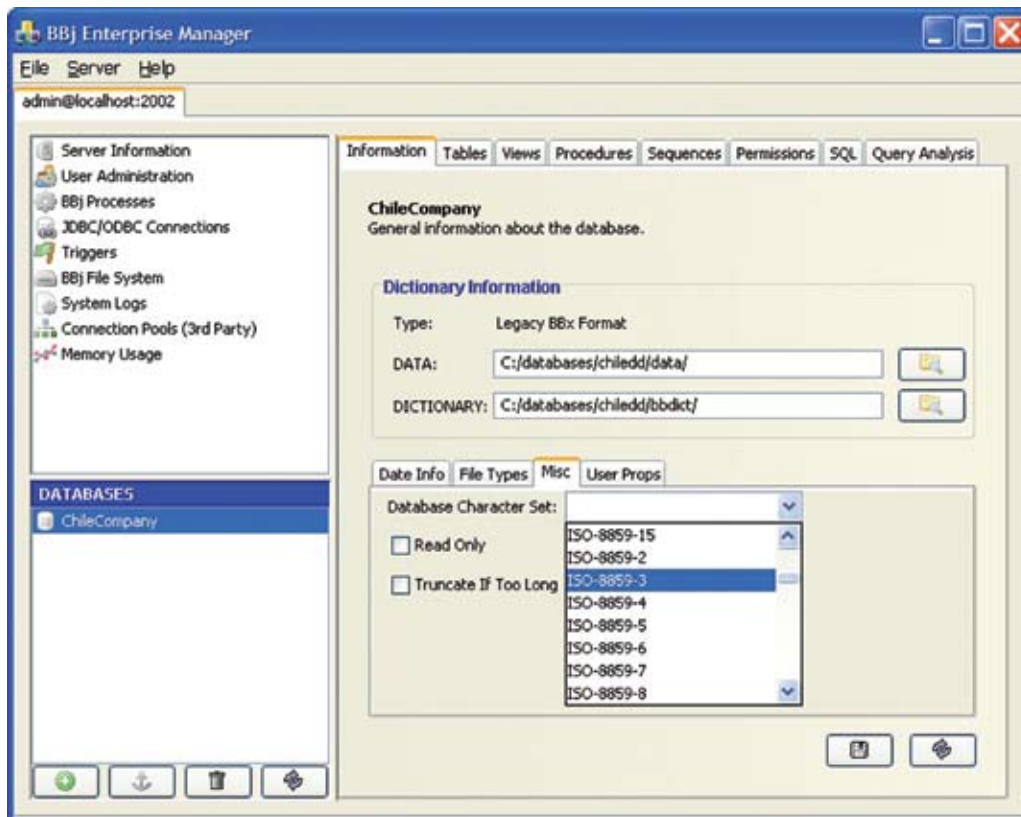 BBj Enterprise Manager
File Server Help
admin@localhost:2002
Server Information
User Administration
BBj Processes
JDBC/ODBC Connections
Triggers
BBj File System
System Logs
Connection Pools (3rd Party)
Memory Usage
DATABASES
ChileCompany
Information Tables Views Procedures Sequences Permissions SQL Query Analysis
ChileCompany
General information about the database.
Dictionary Information
Type: Legacy BBx Format
DATA: C:/databases/chiledd/data/
DICTIONARY: C:/databases/chiledd/bbdict/
Date Info File Types Misc User Props
Database Character Set:
Read Only
Truncate If Too Long
ISO-8859-15
ISO-8859-2
ISO-8859-3
ISO-8859-4
ISO-8859-5
ISO-8859-6
ISO-8859-7
ISO-8859-8